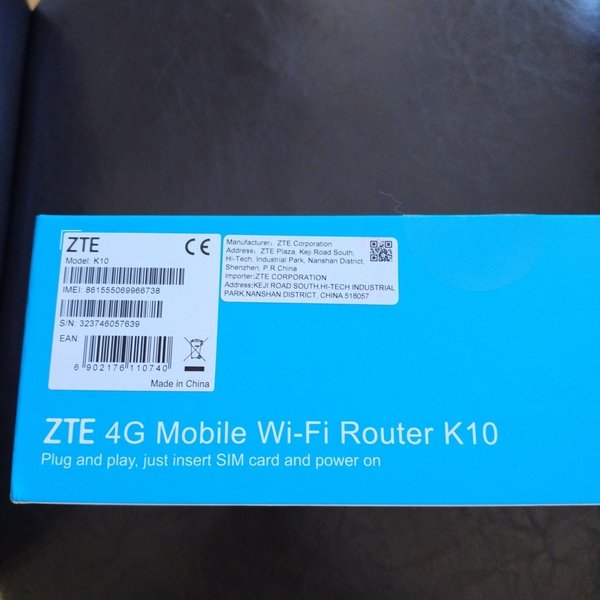 ZTE CE
Model: K10
IMEI: 861555069966738
S/N: 323746057639
EAN:
6 902176 110740
Made in China
Manufacturer: ZTE Corporation
Address: ZTE Plaza, Keji Road South,
Hi-Tech, Industrial Park, Nanshan District,
Shenzhen, P.R.China
Importer:ZTE CORPORATION
Address:KEJI ROAD SOUTH,HI-TECH INDUSTRIAL
PARK,NANSHAN DISTRICT, CHINA 518057
ZTE 4G Mobile Wi-Fi Router K10
Plug and play, just insert SIM card and power on